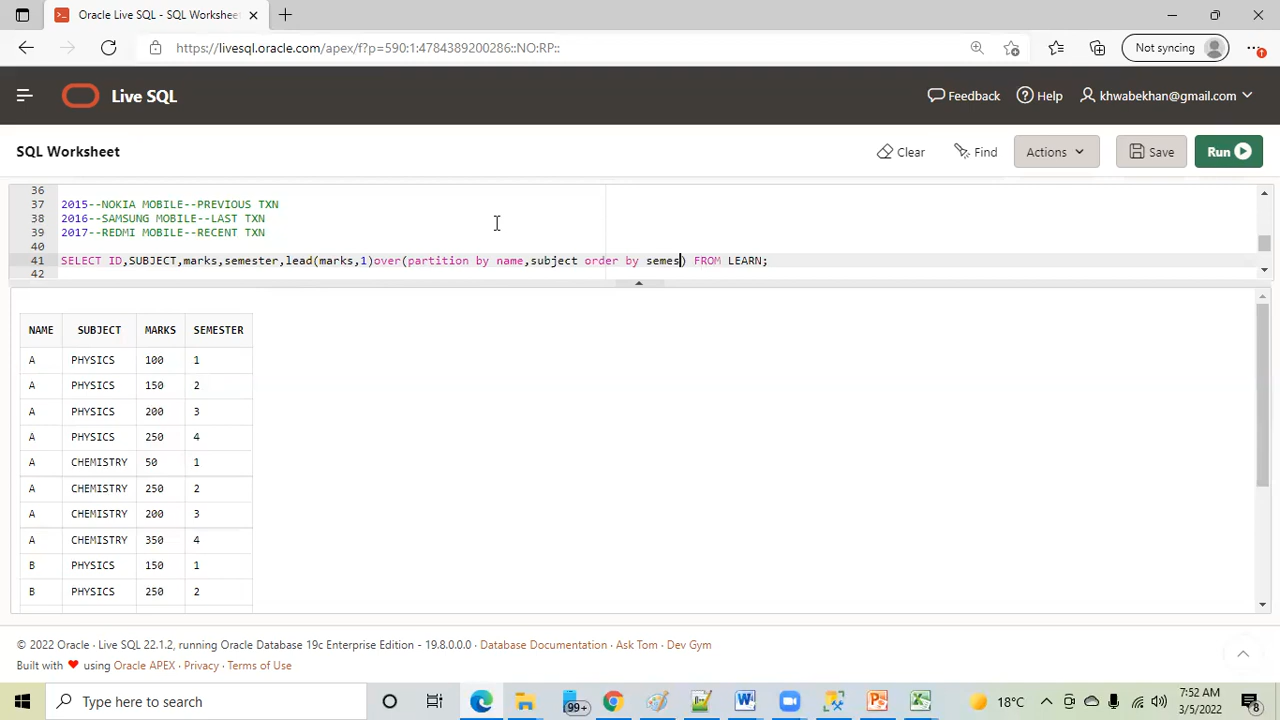 Oracle Live SQL - SQL Workshee
https://livesql.oracle.com/apex/f?p=590:1:4784389200286::NO:RP::
Not syncing
Live SQL
Feedback
Help
khwabekhan@gmail.com
SQL Worksheet
Clear
Find
Actions
Save
Run
36
37 2015--NOKIA MOBILE--PREVIOUS TXN
38 2016--SAMSUNG MOBILE--LAST TXN
39 2017--REDMI MOBILE--RECENT TXN
40
41 SELECT ID,SUBJECT,marks,semester,lead(marks,1)over(partition by name,subject order by semes) FROM LEARN;
42
NAME SUBJECT MARKS SEMESTER
A PHYSICS 100 1
A PHYSICS 150 2
A PHYSICS 200 3
A PHYSICS 250 4
A CHEMISTRY 50 1
A CHEMISTRY 250 2
A CHEMISTRY 200 3
A CHEMISTRY 350 4
B PHYSICS 150 1
B PHYSICS 250 2
© 2022 Oracle · Live SQL 22.1.2, running Oracle Database 19c Enterprise Edition - 19.8.0.0.0 · Database Documentation · Ask Tom · Dev Gym
Built with ❤ using Oracle APEX · Privacy · Terms of Use
Type here to search
99+
18°C
7:52 AM
3/5/2022
8